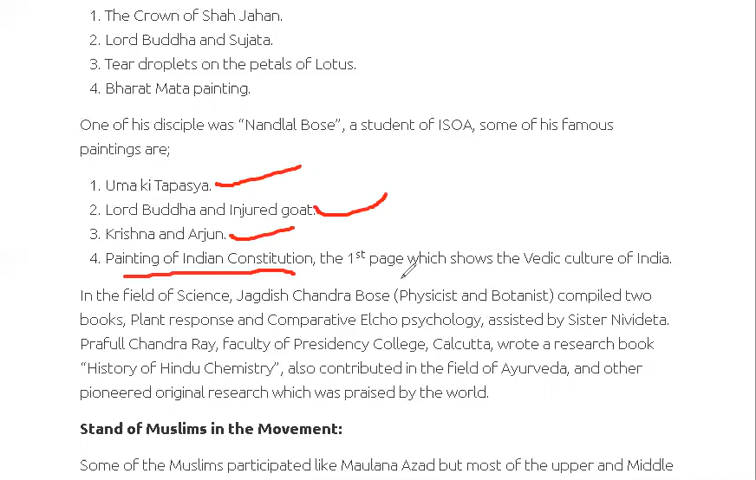 1. The Crown of Shah Jahan.
2. Lord Buddha and Sujata.
3. Tear droplets on the petals of Lotus.
4. Bharat Mata painting.
One of his disciple was “Nandlal Bose”, a student of ISOA, some of his famous
paintings are;
1. Uma ki Tapasya.
2. Lord Buddha and Injured goat.
3. Krishna and Arjun.
4. Painting of Indian Constitution, the 1st page which shows the Vedic culture of India.
In the field of Science, Jagdish Chandra Bose (Physicist and Botanist) compiled two
books, Plant response and Comparative Elcho psychology, assisted by Sister Nivideta.
Prafull Chandra Ray, faculty of Presidency College, Calcutta, wrote a research book
“History of Hindu Chemistry”, also contributed in the field of Ayurveda, and other
pioneered original research which was praised by the world.
Stand of Muslims in the Movement:
Some of the Muslims participated like Maulana Azad but most of the upper and Middle